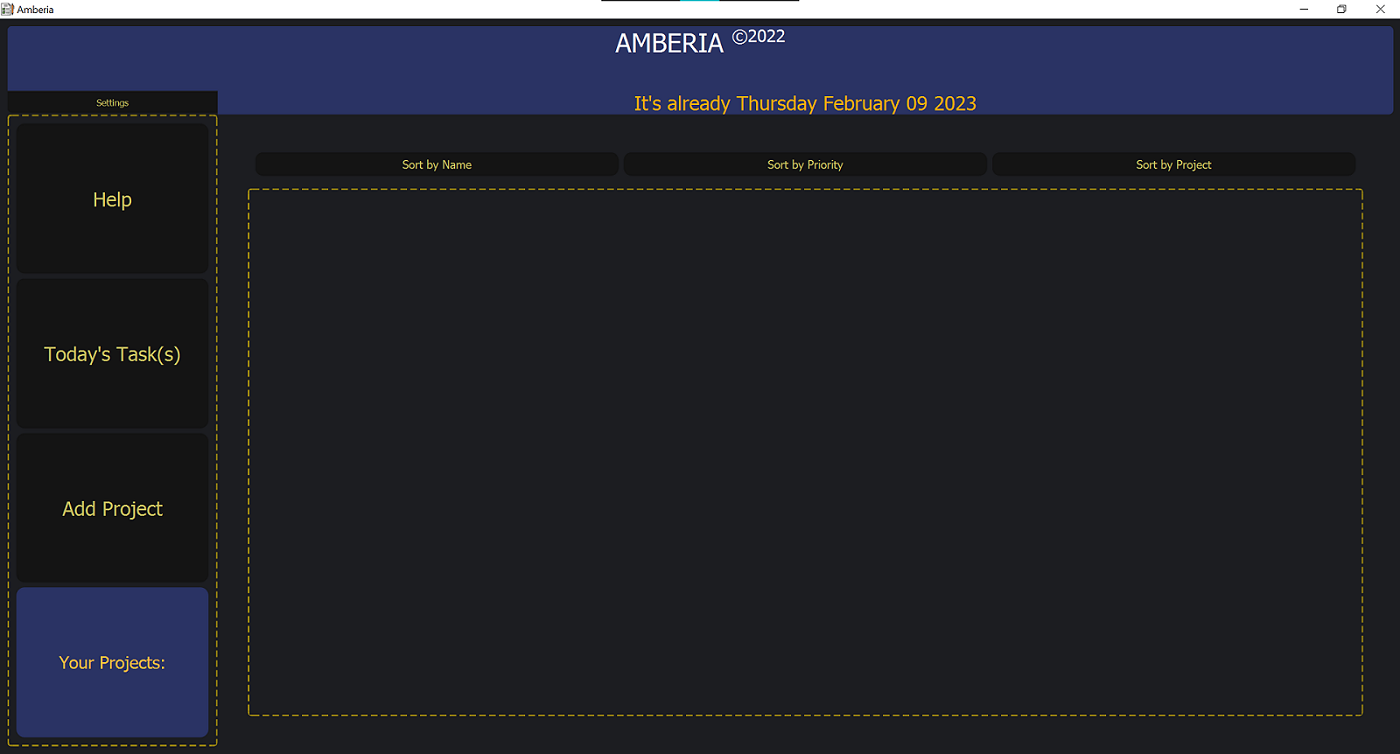 Amberia
AMBERIA ©2022
It's already Thursday February 09 2023
Settings
Help
Today's Task(s)
Add Project
Your Projects:
Sort by Name
Sort by Priority
Sort by Project